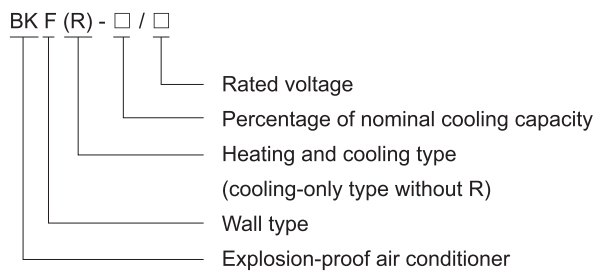 BK F (R) - □ / □
Rated voltage
Percentage of nominal cooling capacity
Heating and cooling type
(cooling-only type without R)
Wall type
Explosion-proof air conditioner